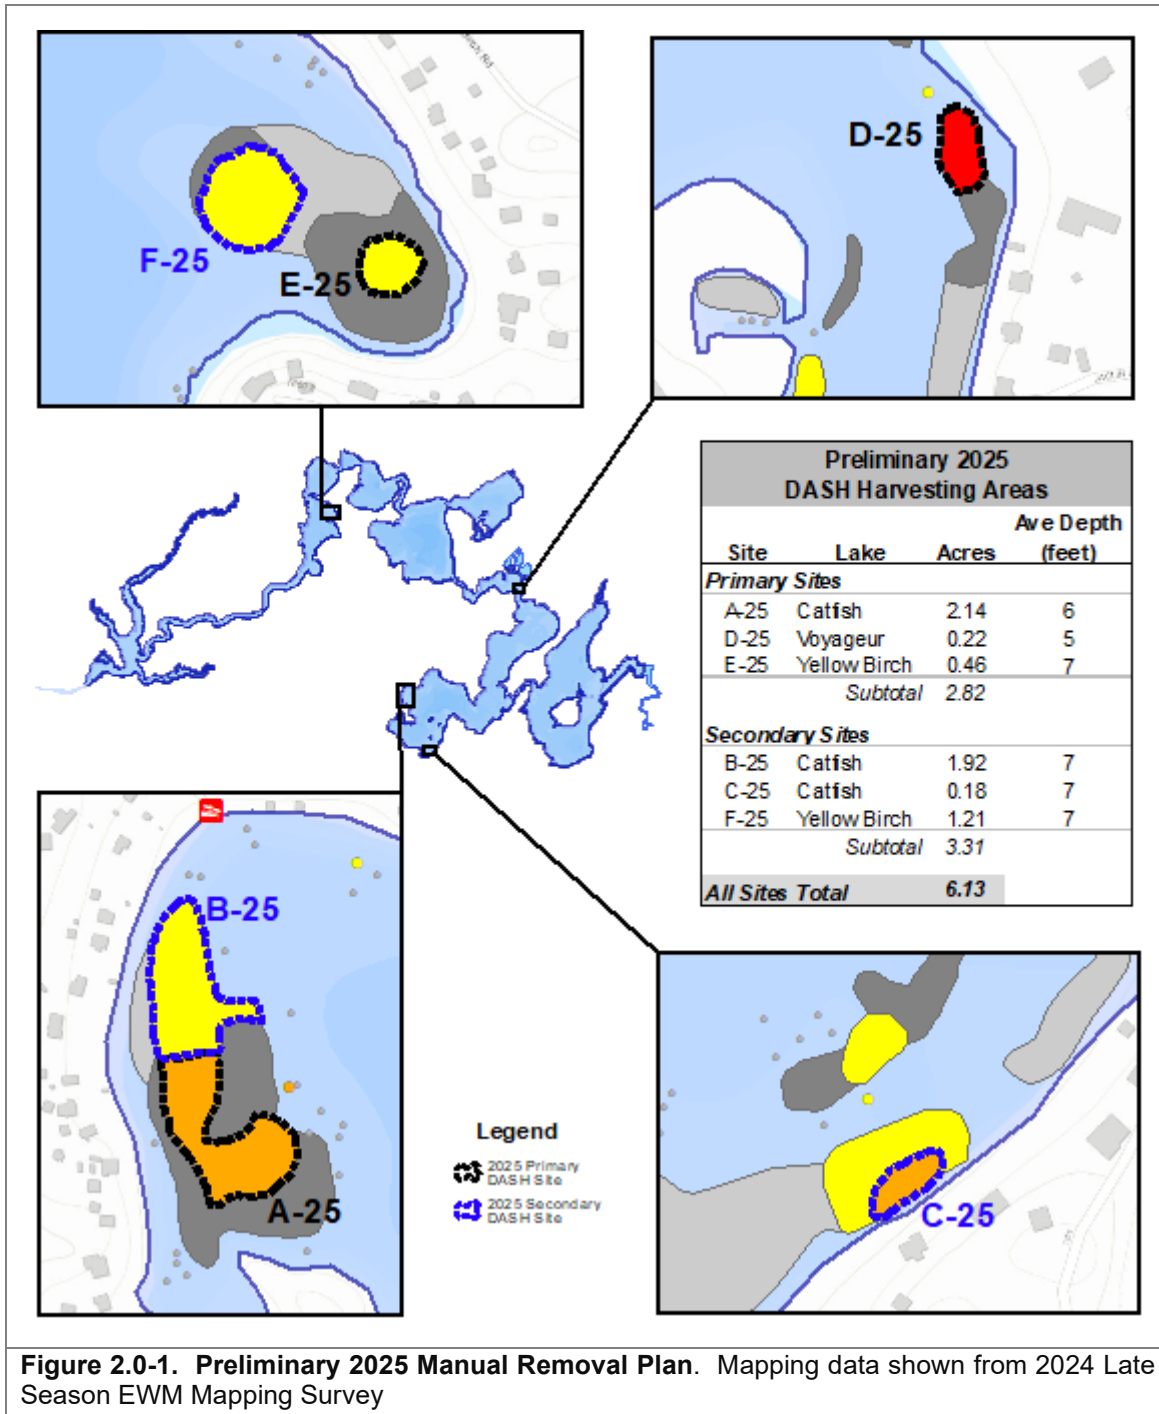 F-25
E-25
D-25
Preliminary 2025
DASH Harvesting Areas
Site Lake Acres Ave Depth (feet)
Primary Sites
A-25 Catfish 2.14 6
D-25 Voyageur 0.22 5
E-25 Yellow Birch 0.46 7
Subtotal 2.82
Secondary Sites
B-25 Catfish 1.92 7
C-25 Catfish 0.18 7
F-25 Yellow Birch 1.21 7
Subtotal 3.31
All Sites Total 6.13
B-25
A-25
Legend
2025 Primary
DASH Site
2025 Secondary
DASH Site
C-25
Figure 2.0-1. Preliminary 2025 Manual Removal Plan. Mapping data shown from 2024 Late
Season EWM Mapping Survey